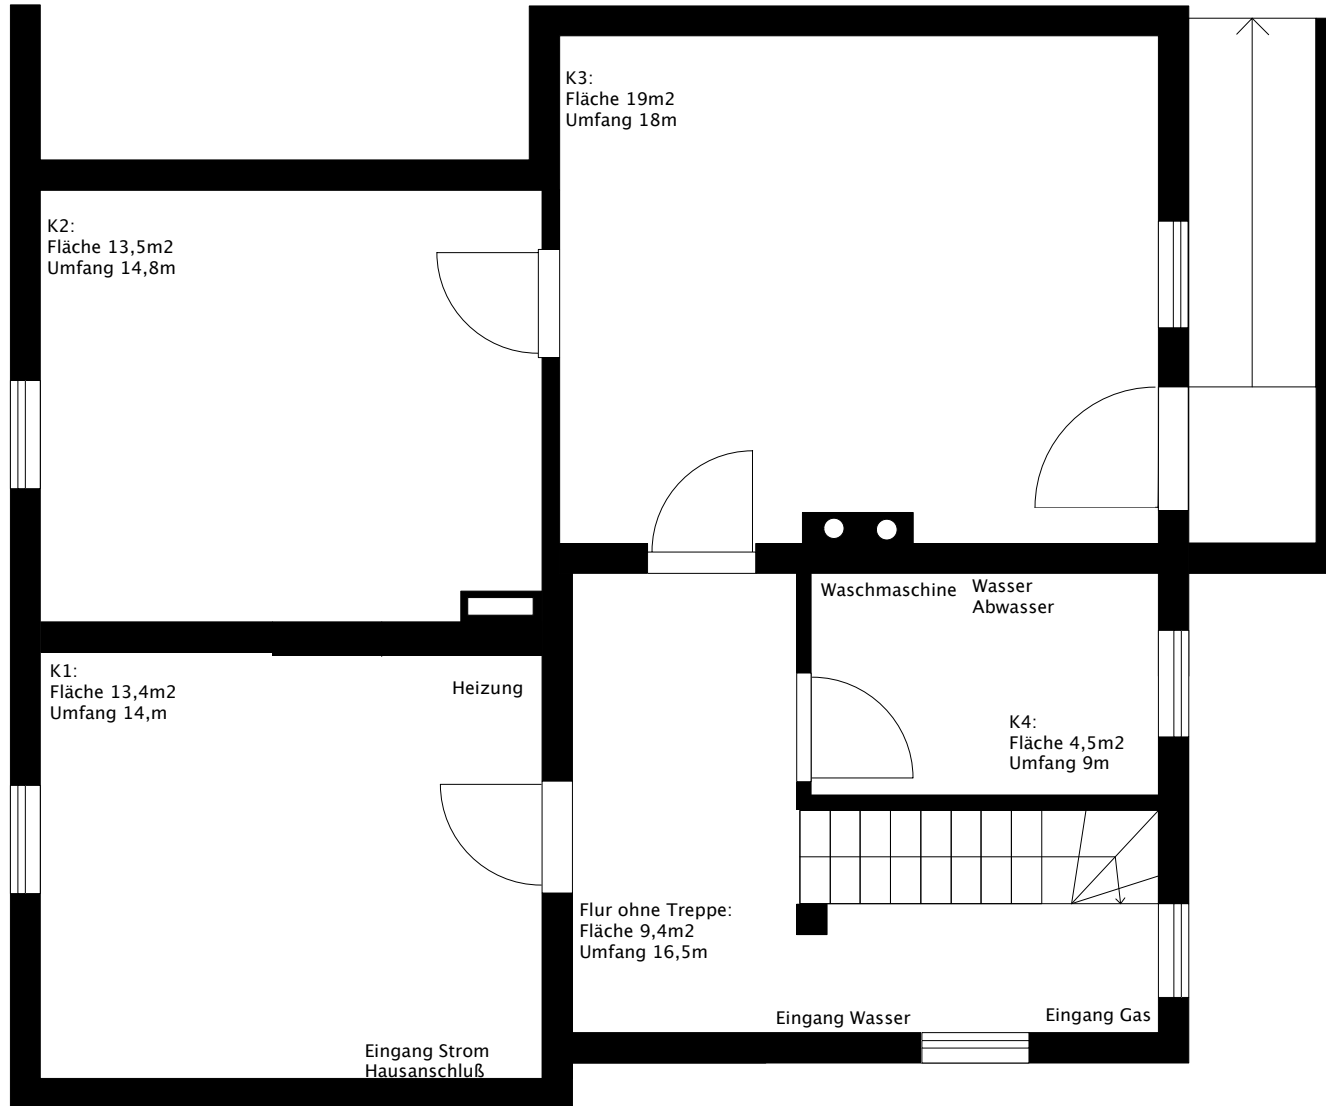 K3:
Fläche 19m2
Umfang 18m
K2:
Fläche 13,5m2
Umfang 14,8m
Waschmaschine
Wasser
Abwasser
K1:
Fläche 13,4m2
Umfang 14,m
Heizung
K4:
Fläche 4,5m2
Umfang 9m
Flur ohne Treppe:
Fläche 9,4m2
Umfang 16,5m
Eingang Wasser
Eingang Gas
Eingang Strom
Hausanschluß